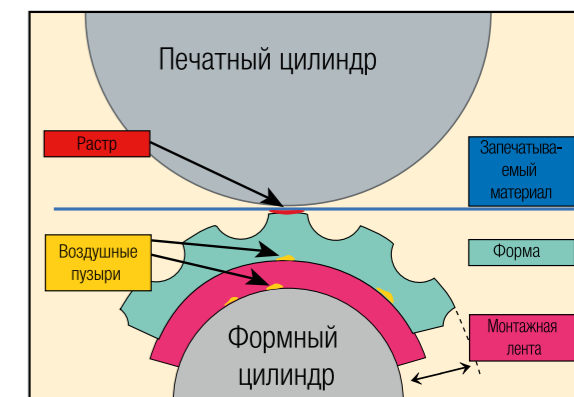 Печатный цилиндр
Растр
Запечатыва-
емый
материал
Воздушные
пузыри
Форма
Монтажная
лента
Формный
цилиндр